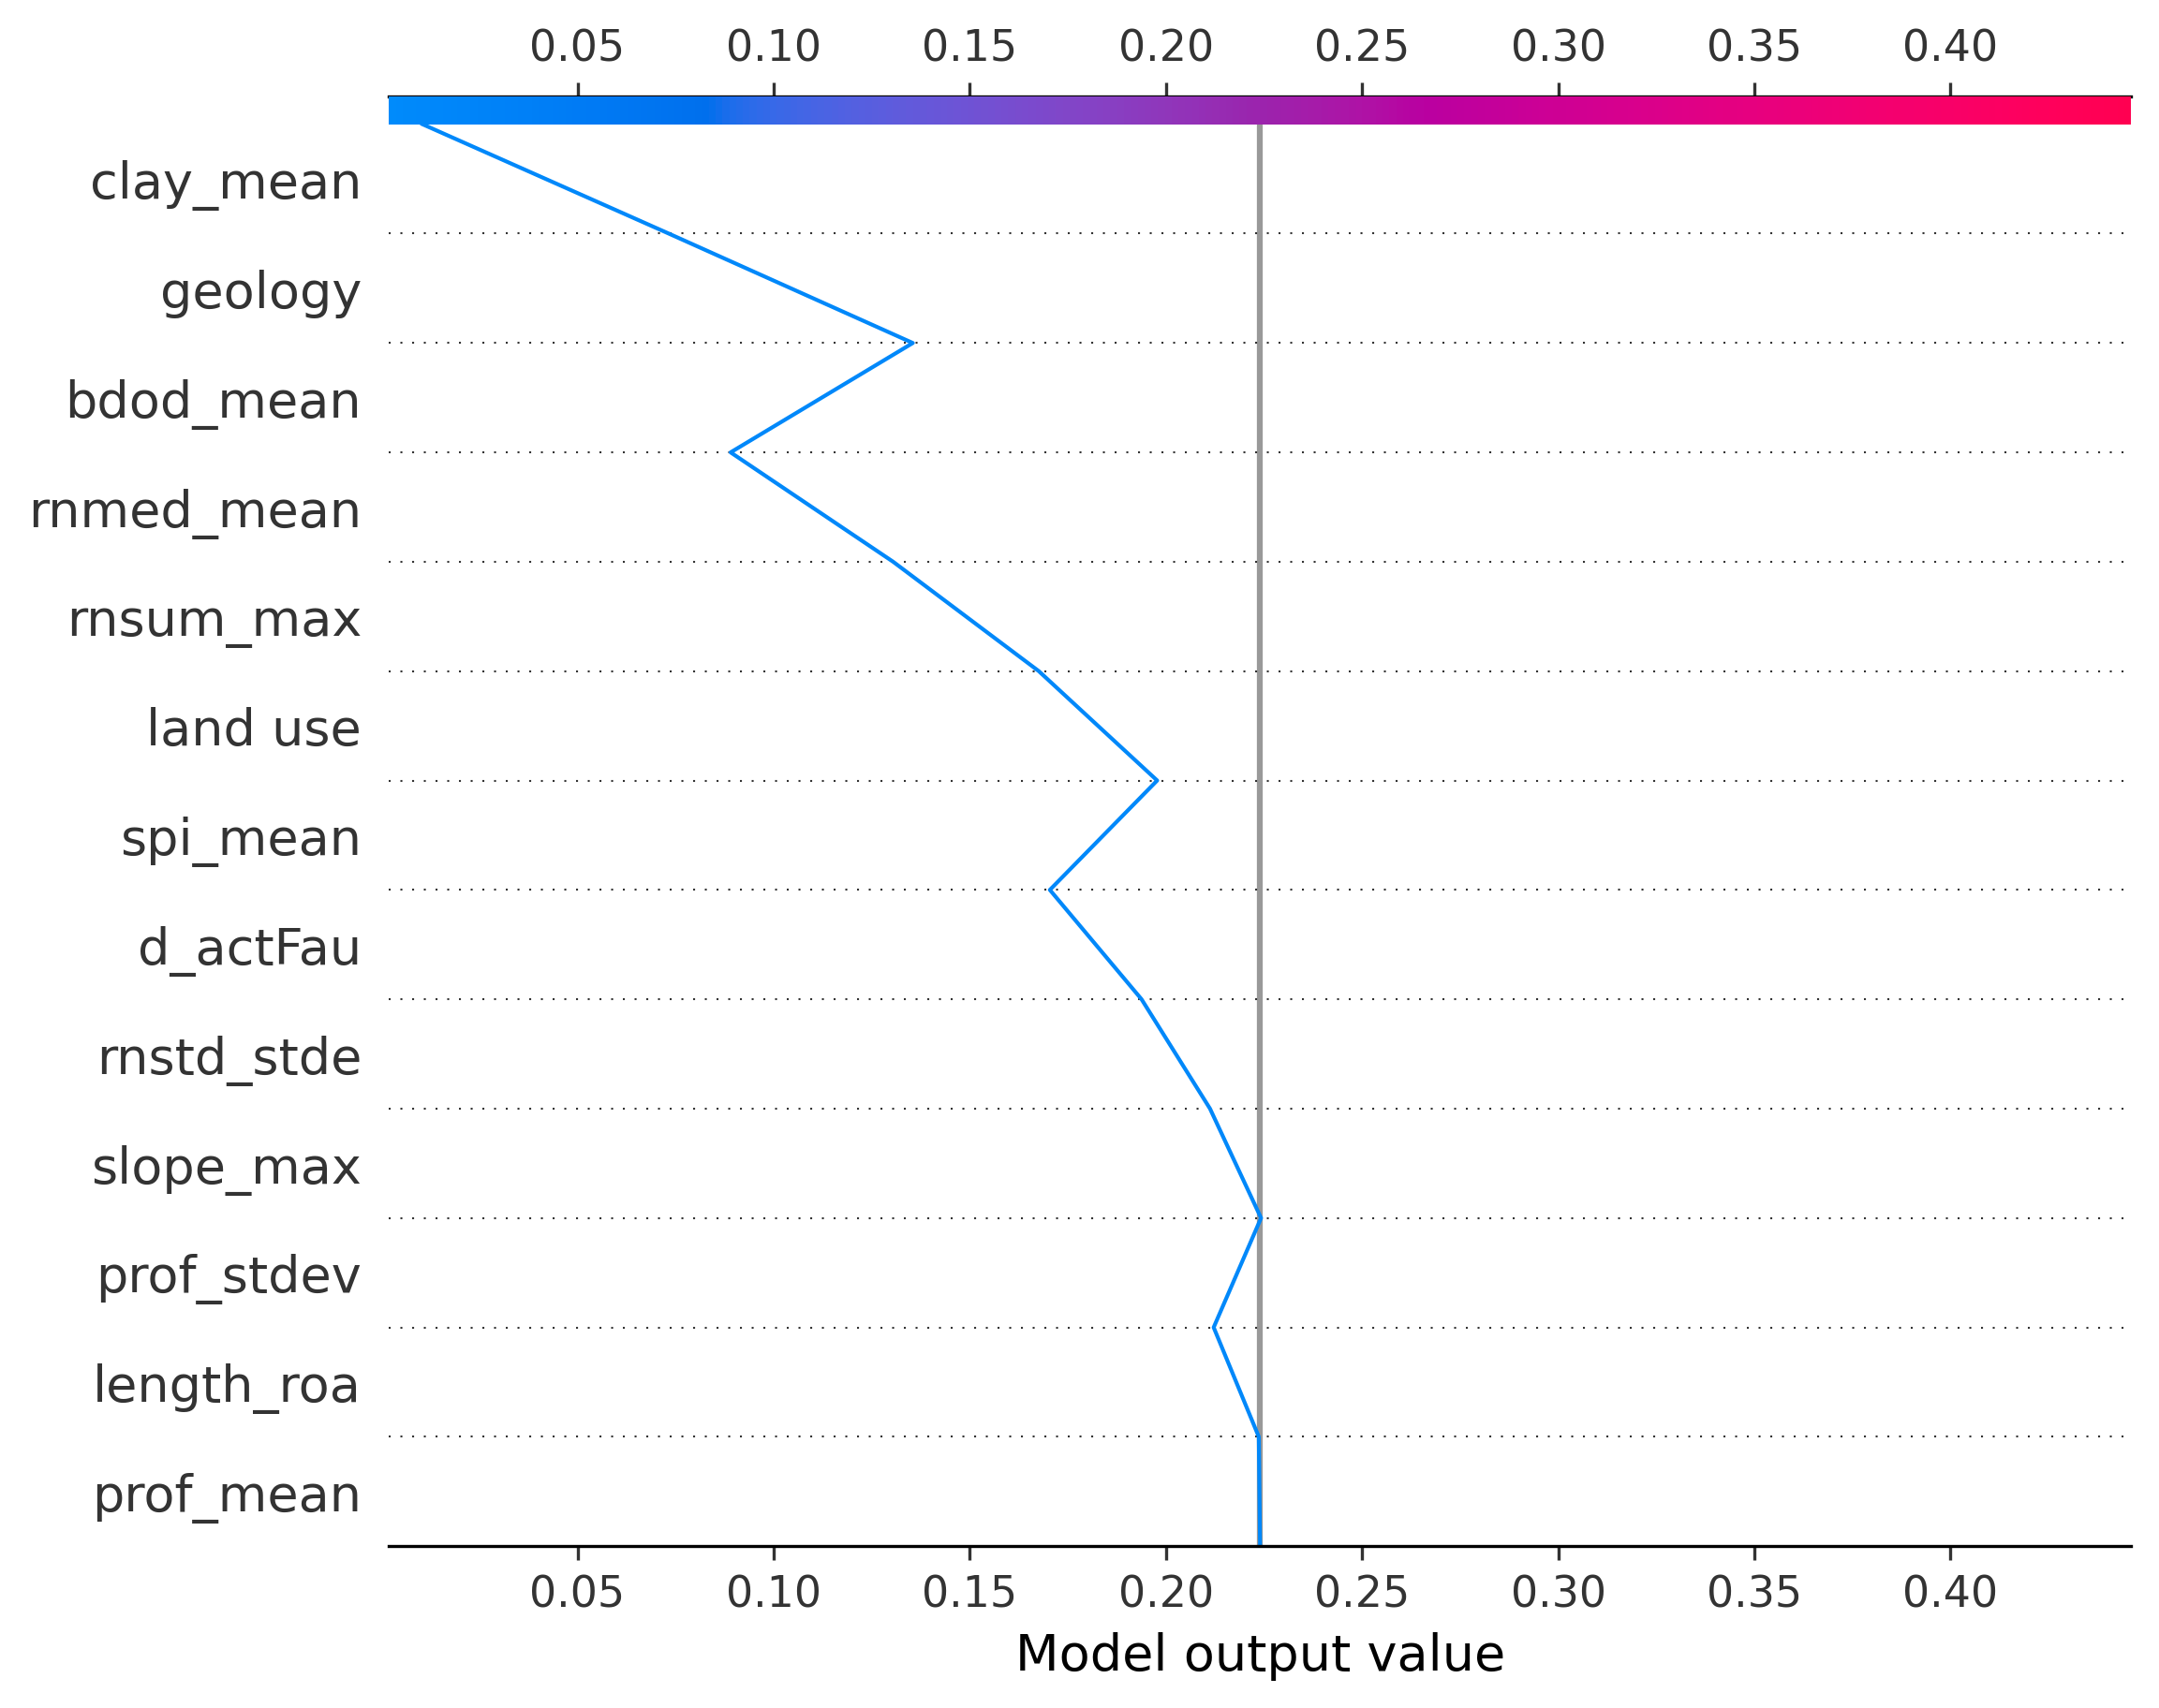 0.05 0.10 0.15 0.20 0.25 0.30 0.35 0.40
clay_mean
geology
bdod_mean
rnmed_mean
rnsum_max
land use
spi_mean
d_actFau
rnstd_stde
slope_max
prof_stdev
length_roa
prof_mean
0.05 0.10 0.15 0.20 0.25 0.30 0.35 0.40
Model output value